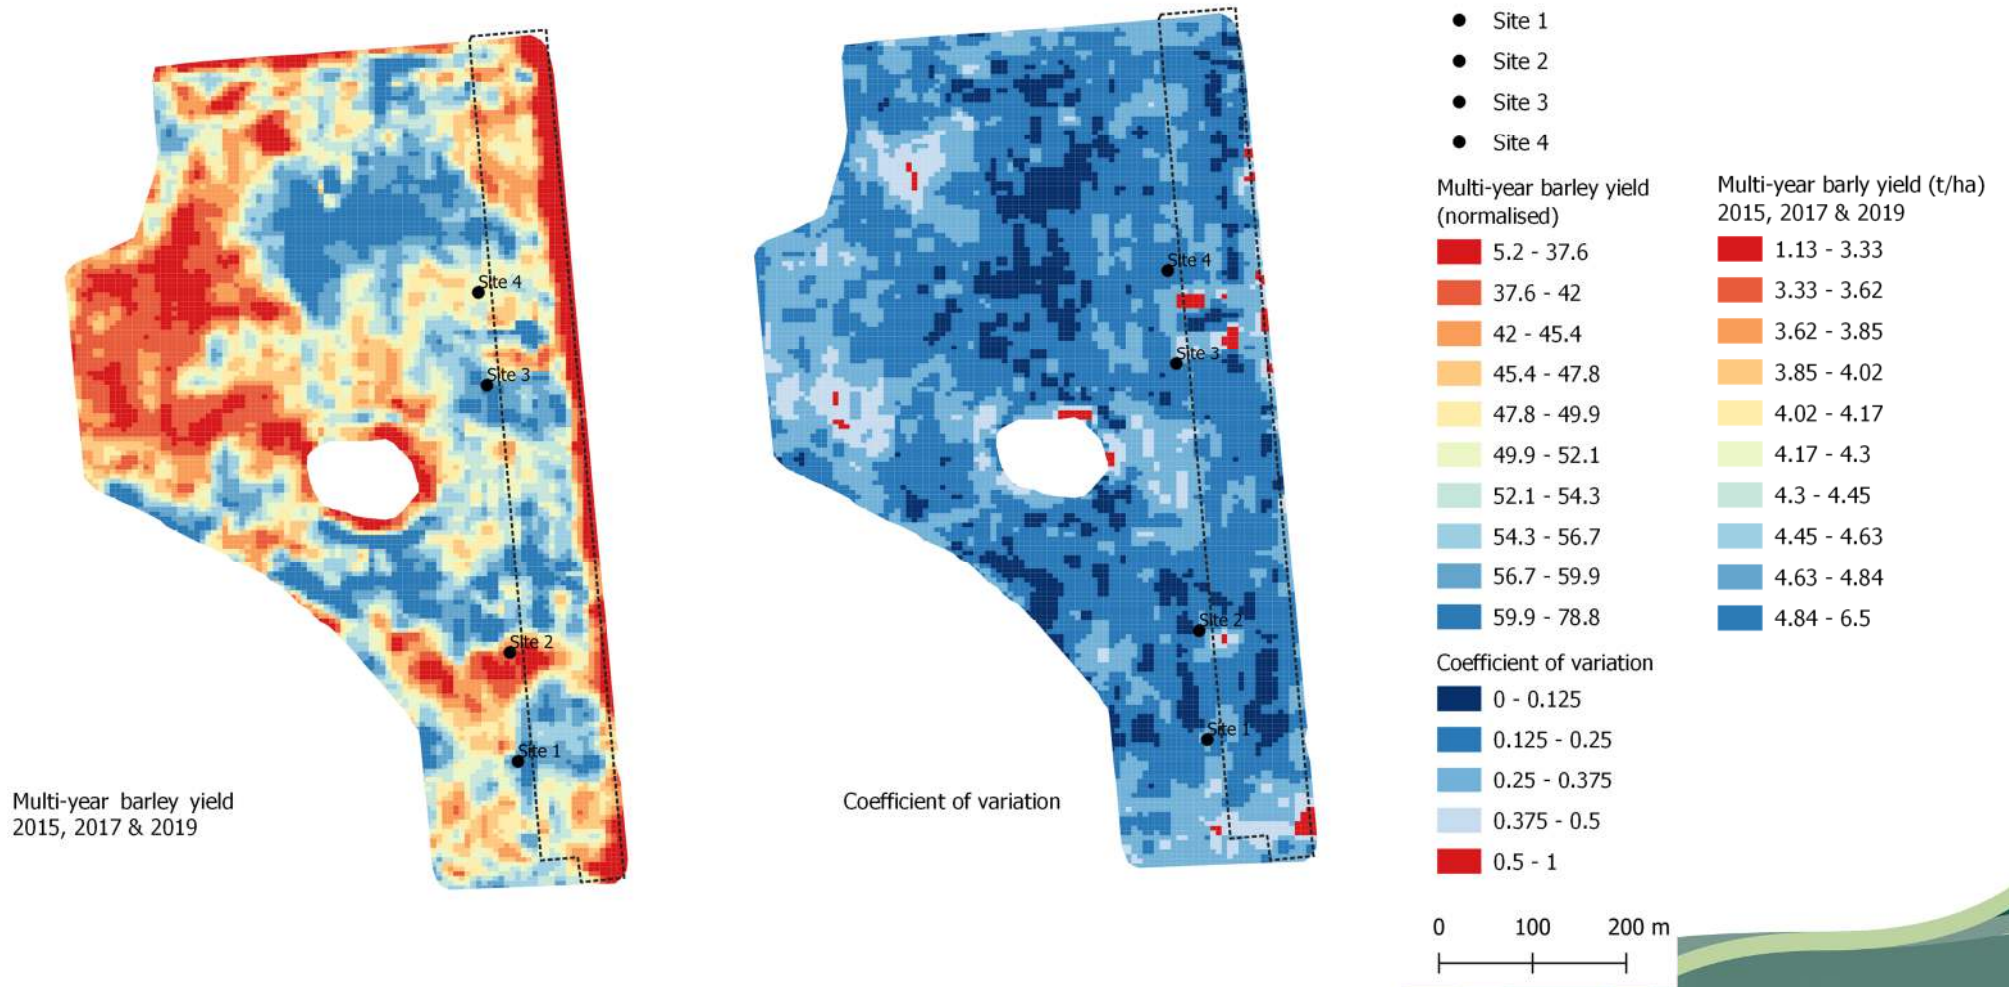 Site 4
Site 3
Site 2
Site 1
Multi-year barley yield
2015, 2017 & 2019
Site 4
Site 3
Site 2
Site 1
Coefficient of variation
Site 1
Site 2
Site 3
Site 4
Multi-year barley yield
(normalised)
5.2 - 37.6
37.6 - 42
42 - 45.4
45.4 - 47.8
47.8 - 49.9
49.9 - 52.1
52.1 - 54.3
54.3 - 56.7
56.7 - 59.9
59.9 - 78.8
Multi-year barly yield (t/ha)
2015, 2017 & 2019
1.13 - 3.33
3.33 - 3.62
3.62 - 3.85
3.85 - 4.02
4.02 - 4.17
4.17 - 4.3
4.3 - 4.45
4.45 - 4.63
4.63 - 4.84
4.84 - 6.5
Coefficient of variation
0 - 0.125
0.125 - 0.25
0.25 - 0.375
0.375 - 0.5
0.5 - 1
0 100 200 m